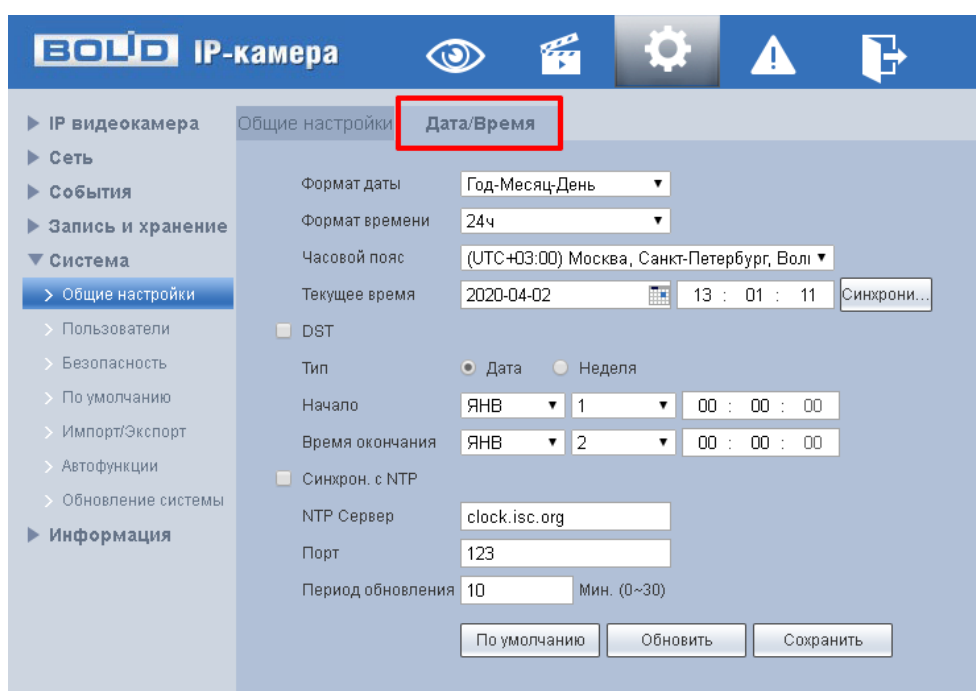 BOLID IP-камера
IP видеокамера
Сеть
События
Запись и хранение
Система
Общие настройки
Пользователи
Безопасность
По умолчанию
Импорт/Экспорт
Автофункции
Обновление системы
Информация
Общие настройки Дата/Время
Формат даты Год-Месяц-День
Формат времени 24ч
Часовой пояс (UTC+03:00) Москва, Санкт-Петербург, Вол
Текущее время 2020-04-02 13 : 01 : 11 Синхрони...
DST
Тип Дата Неделя
Начало ЯНВ 1 00 : 00 : 00
Время окончания ЯНВ 2 00 : 00 : 00
Синхрон. с NTP
NTP Сервер clock.isc.org
Порт 123
Период обновления 10 Мин. (0~30)
По умолчанию Обновить Сохранить